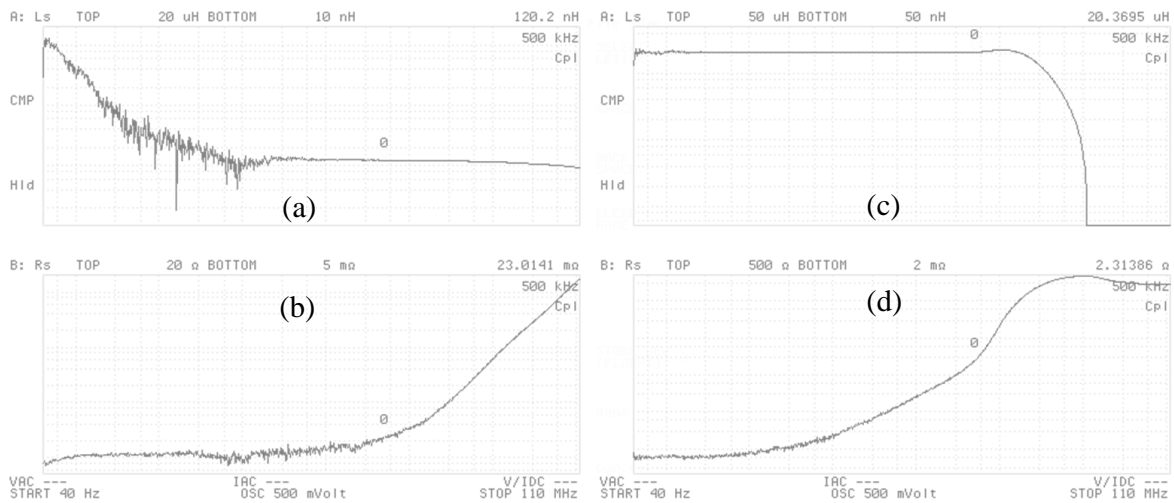 A: Ls TOP 20 uH BOTTOM 10 nH 120.2 nH
500 kHz
Cpl
0
CMP
Hld
(a)
A: Ls TOP 50 uH BOTTOM 50 nH 20.3695 uH
0
500 kHz
Cpl
CMP
Hld
(c)
B: Rs TOP 20 Ω BOTTOM 5 mΩ 23.0141 mΩ
500 kHz
Cpl
(b)
0
VAC --- IAC --- V/IDC ---
START 40 Hz OSC 500 mVolt STOP 110 MHz
B: Rs TOP 500 Ω BOTTOM 2 mΩ 2.31386 Ω
500 kHz
Cpl
(d)
0
VAC --- IAC --- V/IDC ---
START 40 Hz OSC 500 mVolt STOP 110 MHz